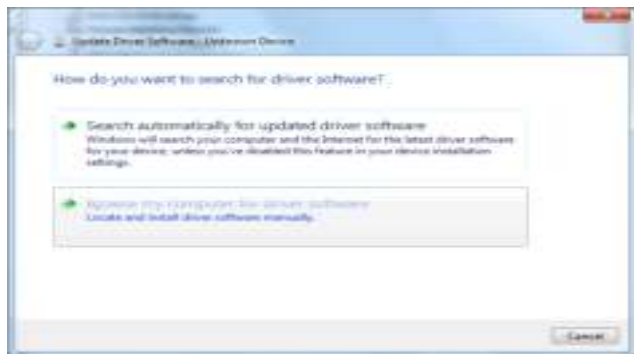 Update Driver Software - Unknown Device
How do you want to search for driver software?
Search automatically for updated driver software
Windows will search your computer and the Internet for the latest driver software
for your device, unless you've disabled this feature in your device installation
settings.
Browse my computer for driver software
Locate and install driver software manually.
Cancel